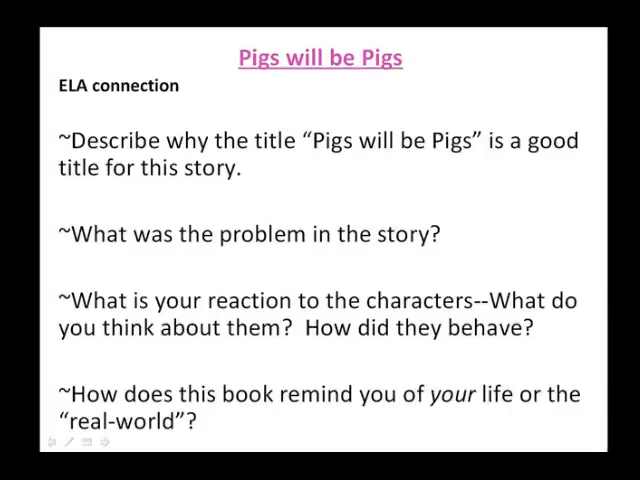 Pigs will be Pigs
ELA connection
~Describe why the title “Pigs will be Pigs” is a good
title for this story.
~What was the problem in the story?
~What is your reaction to the characters--What do
you think about them?  How did they behave?
~How does this book remind you of your life or the
“real-world”?